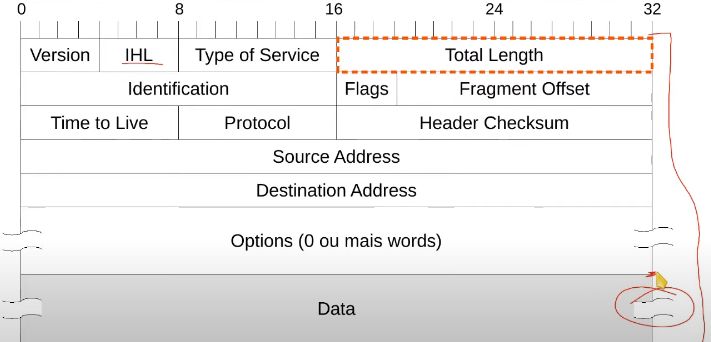 0 8 16 24 32
Version IHL Type of Service Total Length
Identification Flags Fragment Offset
Time to Live Protocol Header Checksum
Source Address
Destination Address
Options (0 ou mais words)
Data